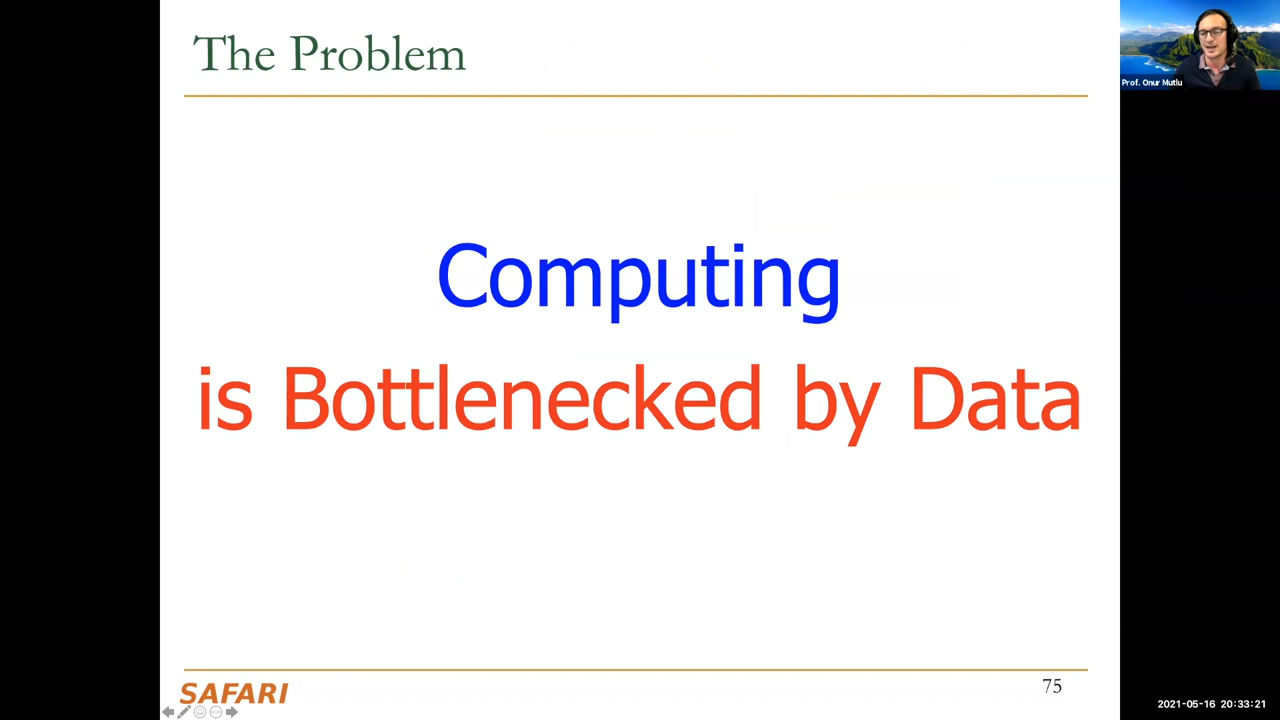 The Problem
Prof. Onur Mutlu
Computing
is Bottlenecked by Data
SAFARI
75
2021-05-16 20:33:21